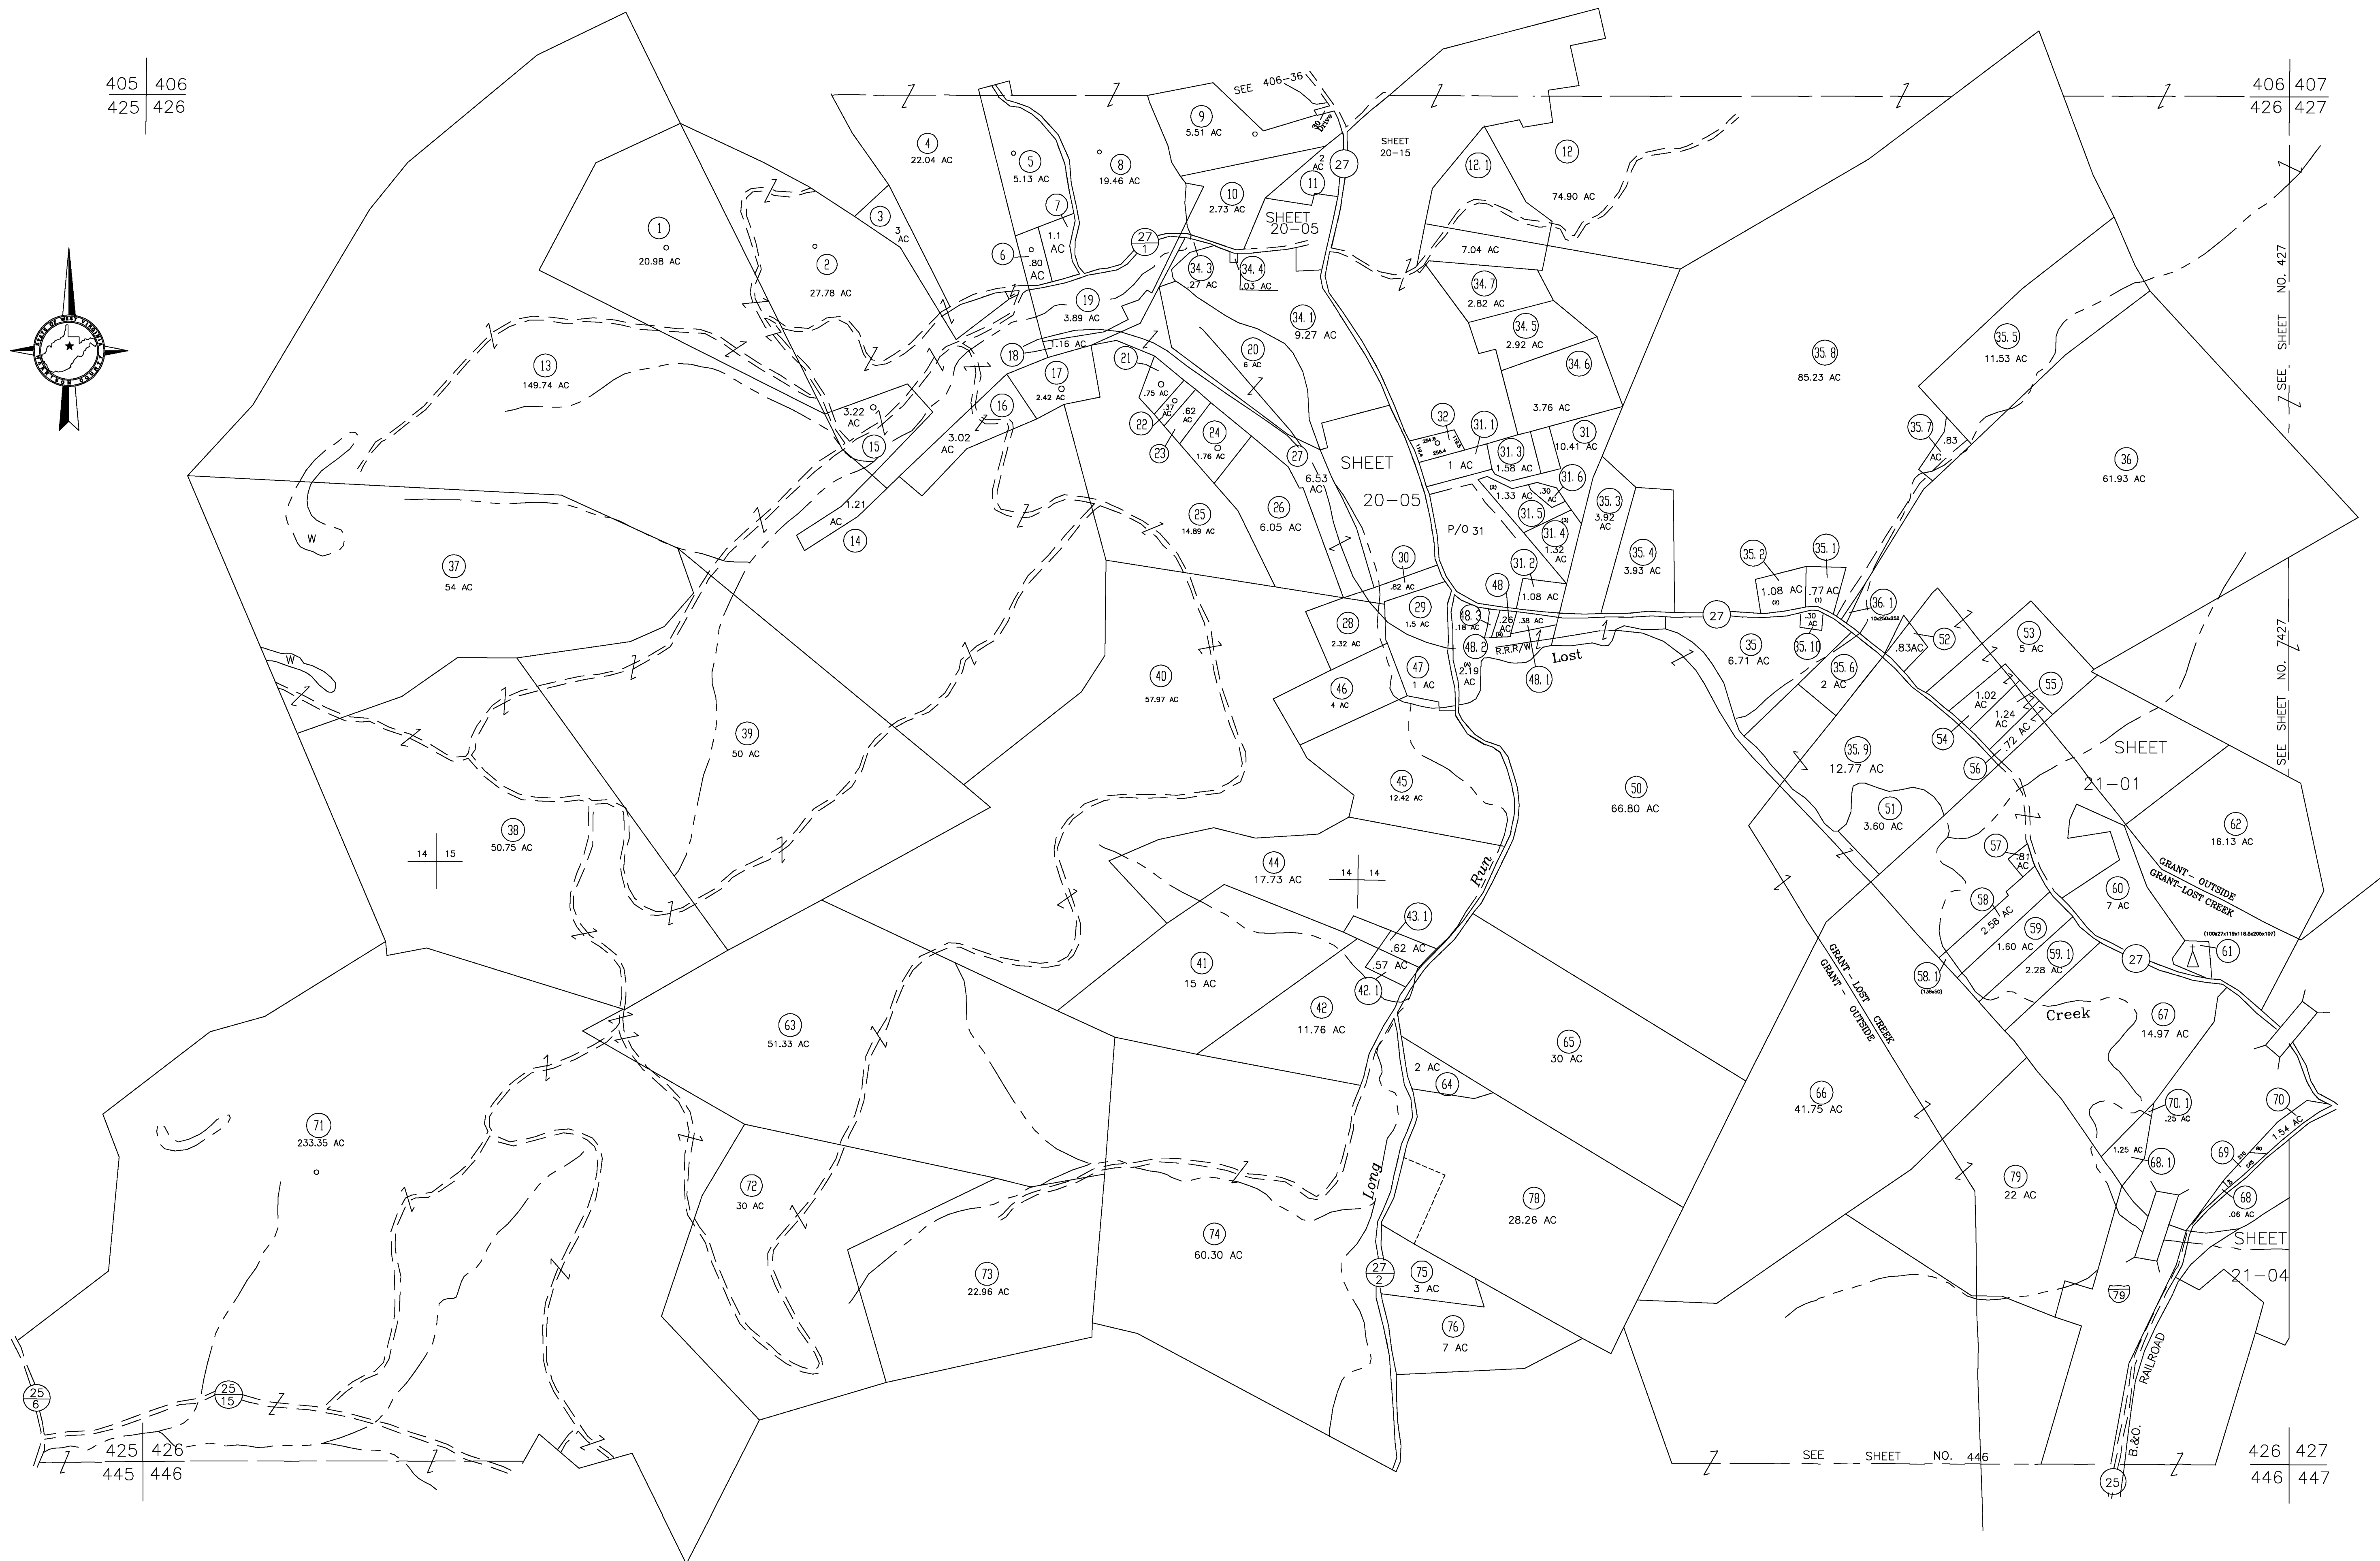 405 406
425 426
406 407
426 427
SEE 406-36
30
Drive
SHEET
20-15
9
5.51 AC
4
22.04 AC
5
5.13 AC
8
19.46 AC
2
AC
11
12.1
12
74.90 AC
10
2.73 AC
SHEET
20-05
27
1
20.98 AC
2
27.78 AC
3
3
AC
7
1.1
AC
6
.80
AC
27
1
34.3
.27 AC
34.4
.03 AC
7.04 AC
34.7
2.82 AC
SEE SHEET NO. 427
STATE OF WEST VIRGINIA
19
3.89 AC
34.1
9.27 AC
34.5
2.92 AC
35.8
85.23 AC
35.5
11.53 AC
13
149.74 AC
18
1.16 AC
21
20
6 AC
34.6
3.76 AC
17
2.42 AC
.75 AC
.37
AC
.62
AC
22
23
24
1.76 AC
16
3.02
AC
3.22
AC
15
27
32
254.9
119.4
256.4
31.1
1 AC
31.3
1.58 AC
31
10.41 AC
35.7
.83
AC
36
61.93 AC
SHEET
20-05
6.53
AC
1.21
AC
14
25
14.89 AC
26
6.05 AC
(2)
1.33 AC
.30
AC
31.6
31.5
P/O 31
(3)
31.4
1.32
AC
35.3
3.92
AC
35.4
3.93 AC
W
37
54 AC
30
.82 AC
31.2
1.08 AC
35.2
1.08 AC
(2)
35.1
.77 AC
(1)
29
1.5 AC
28
2.32 AC
48
48.3
.18 AC
.26
AC
.38 AC
48.2
R.R.R/W
Lost
48.1
27
.30
AC
35.10
36.1
10x250x252
35
6.71 AC
35.6
2 AC
52
.83AC
53
5 AC
SEE SHEET NO. 7427
W
40
57.97 AC
46
4 AC
47
1 AC
(A)
2.19
AC
1.02
AC
1.24
AC
55
54
.72 AC
56
39
50 AC
35.9
12.77 AC
SHEET
21-01
45
12.42 AC
50
66.80 AC
51
3.60 AC
62
16.13 AC
38
50.75 AC
14 15
44
17.73 AC
14 14
Run
57
.81
AC
GRANT - OUTSIDE
GRANT-LOST CREEK
60
7 AC
58
2.58 AC
43.1
.62 AC
.57 AC
42.1
59
1.60 AC
59.1
2.28 AC
58.1
(138x50)
27
(100x27x119x118.5x205x107)
61
41
15 AC
42
11.76 AC
GRANT - LOST CREEK
GRANT - OUTSIDE
Creek
67
14.97 AC
63
51.33 AC
65
30 AC
2 AC
64
66
41.75 AC
70.1
.25 AC
70
1.54 AC
71
233.35 AC
1.25 AC
68.1
69
210
80
68
.06 AC
72
30 AC
Long
79
22 AC
78
28.26 AC
74
60.30 AC
SHEET
21-04
73
22.96 AC
27
2
75
3 AC
79
76
7 AC
25
6
25
15
RAILROAD
B.&O.
425 426
445 446
SEE SHEET NO. 446
25
426 427
446 447